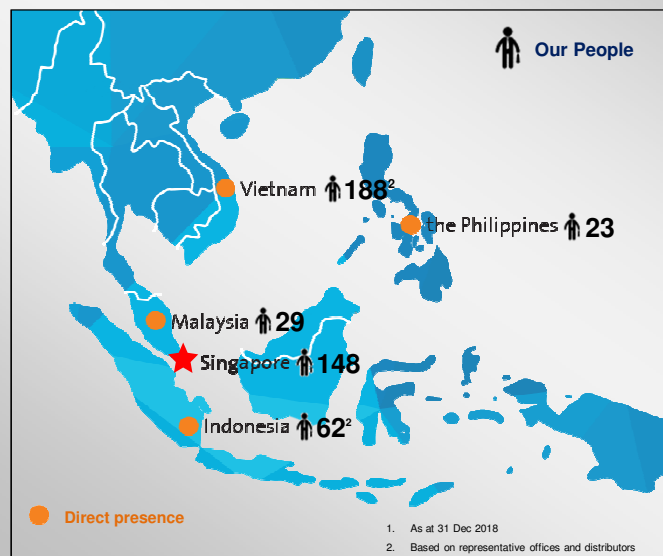 Our People
Vietnam 188²
the Philippines 23
Malaysia 29
Singapore 148
Indonesia 62²
Direct presence
1. As at 31 Dec 2018
2. Based on representative offices and distributors